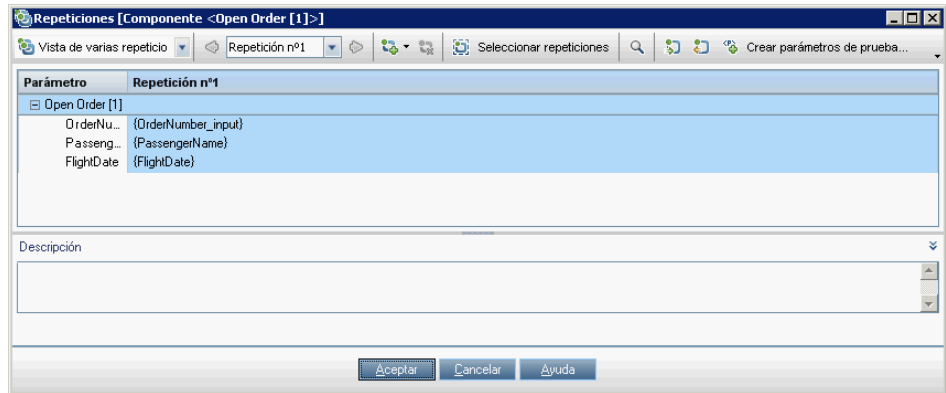 Repeticiones [Componente <Open Order [1]>]
Vista de varias repeticio Repetición nº1 Seleccionar repeticiones Crear parámetros de prueba...
Parámetro Repetición nº1
Open Order [1]
OrderNu... {OrderNumber_input}
Passeng... {PassengerName}
FlightDate {FlightDate}
Descripción
Aceptar Cancelar Ayuda